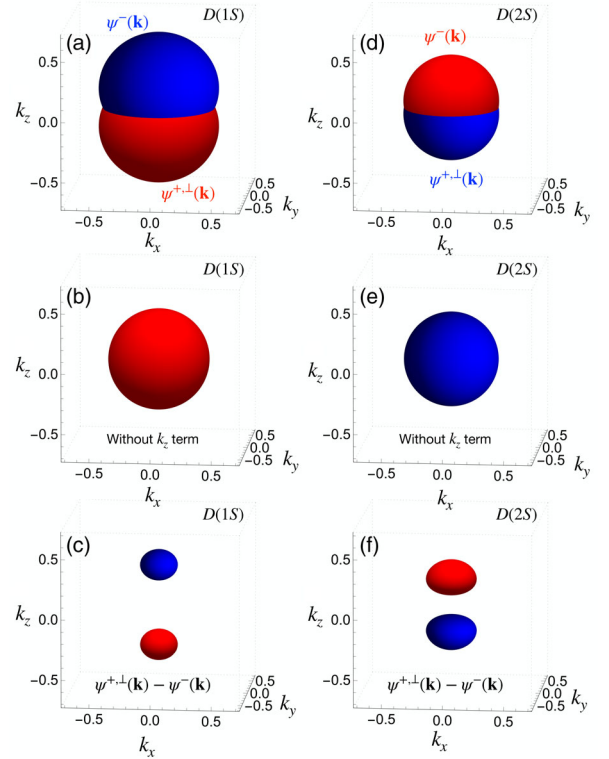 D(1S)
(a)
ψ⁻(k)
0.5
k_z
0.0
−0.5
ψ⁺,⊥(k)
0.5
0.0
−0.5
k_y
−0.5
0.0
0.5
k_x
D(2S)
(d)
ψ⁻(k)
0.5
k_z
0.0
−0.5
ψ⁺,⊥(k)
0.5
0.0
−0.5
k_y
−0.5
0.0
0.5
k_x
D(1S)
(b)
0.5
k_z
0.0
−0.5
Without k_z term
0.5
0.0
−0.5
k_y
−0.5
0.0
0.5
k_x
D(2S)
(e)
0.5
k_z
0.0
−0.5
Without k_z term
0.5
0.0
−0.5
k_y
−0.5
0.0
0.5
k_x
D(1S)
(c)
0.5
k_z
0.0
−0.5
ψ⁺,⊥(k) − ψ⁻(k)
0.5
0.0
−0.5
k_y
−0.5
0.0
0.5
k_x
D(2S)
(f)
0.5
k_z
0.0
−0.5
ψ⁺,⊥(k) − ψ⁻(k)
0.5
0.0
−0.5
k_y
−0.5
0.0
0.5
k_x